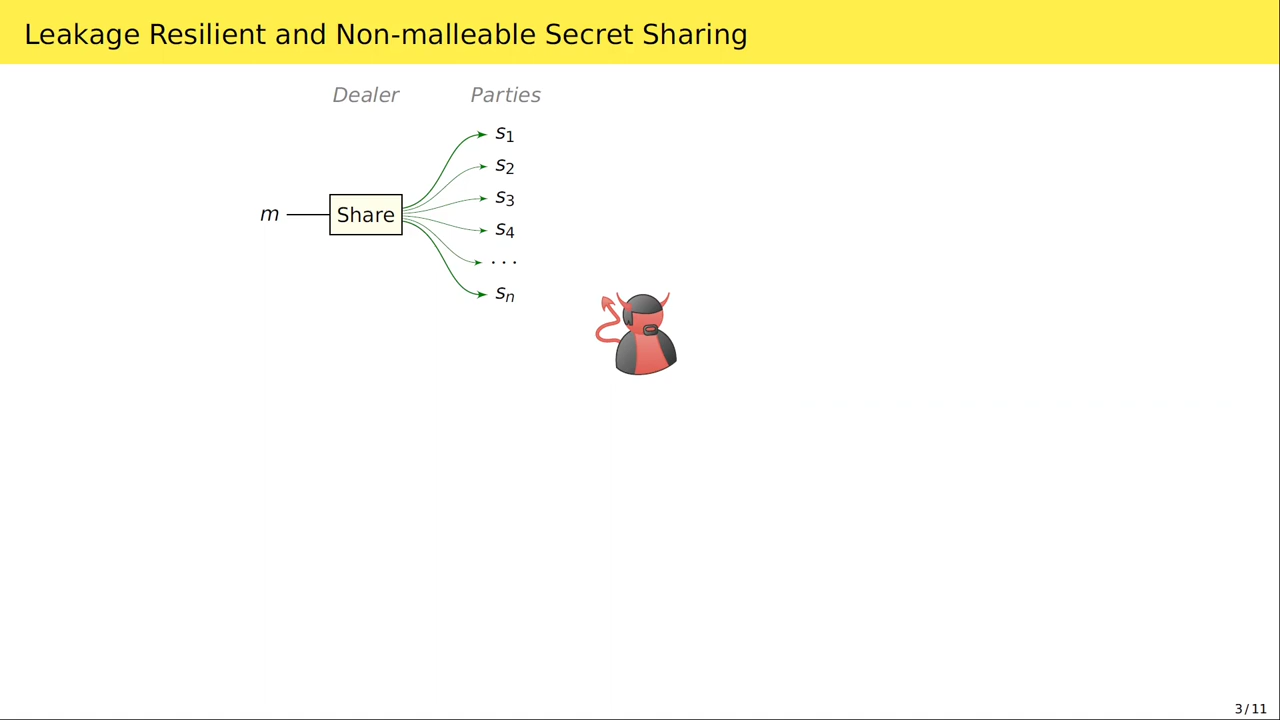 Leakage Resilient and Non-malleable Secret Sharing
Dealer Parties
s1
s2
s3
m Share
s4
...
sn
3/11